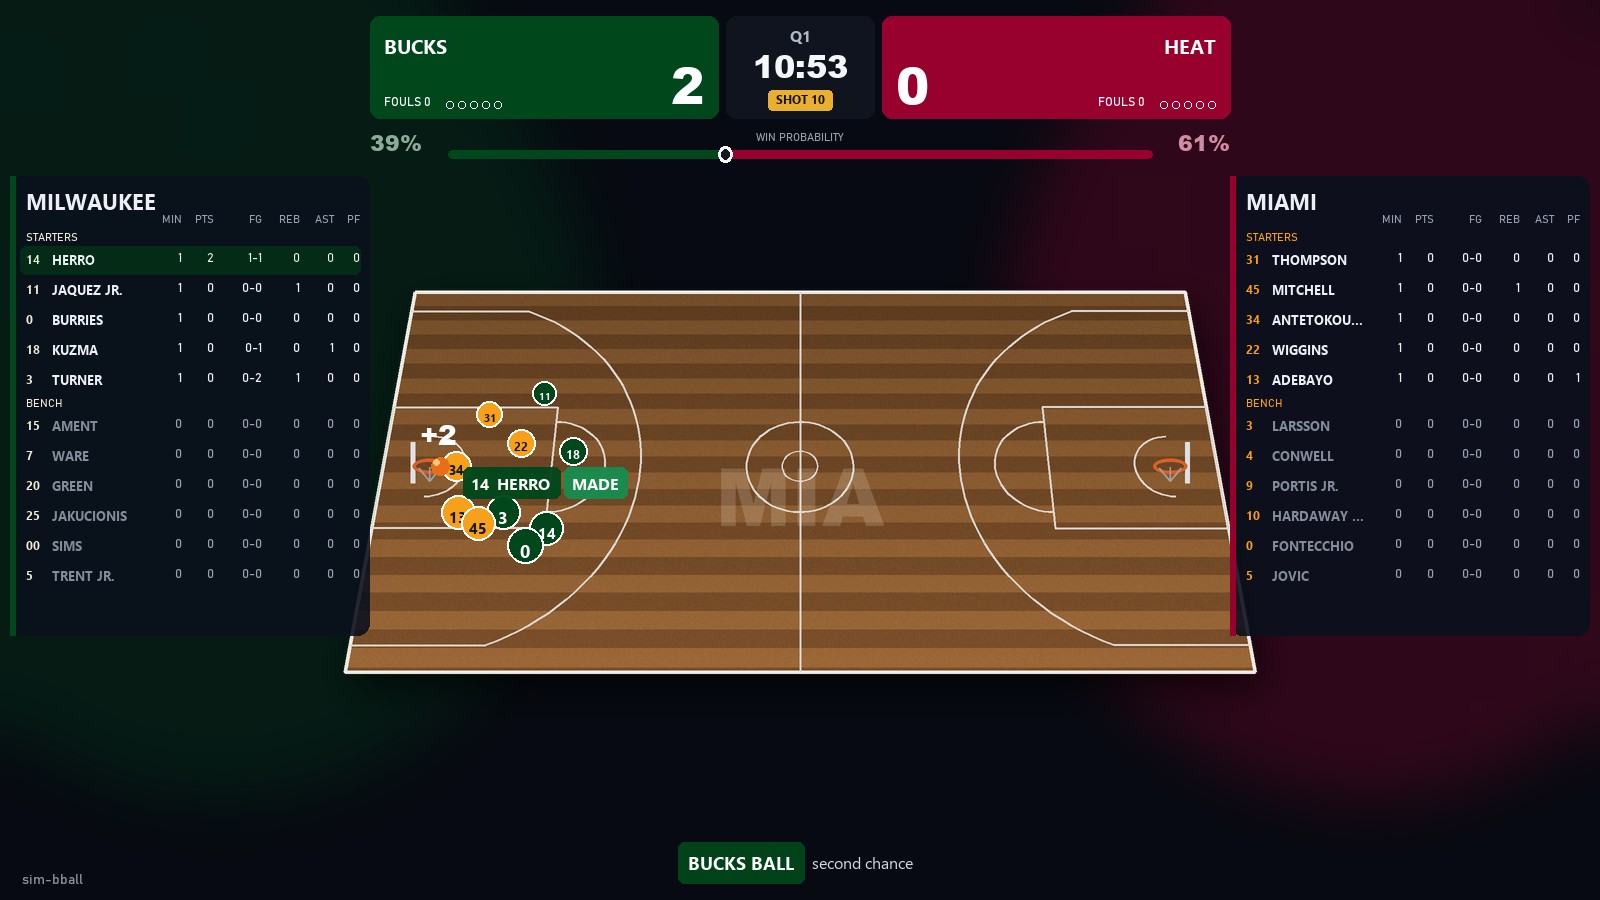 BUCKS
2
FOULS 0
Q1
10:53
SHOT 10
HEAT
0
FOULS 0
39%
WIN PROBABILITY
61%
MILWAUKEE
MIN PTS FG REB AST PF
STARTERS
14 HERRO 1 2 1-1 0 0 0
11 JAQUEZ JR. 1 0 0-0 1 0 0
0 BURRIES 1 0 0-0 0 0 0
18 KUZMA 1 0 0-1 0 1 0
3 TURNER 1 0 0-2 1 0 0
BENCH
15 AMENT 0 0 0-0 0 0 0
7 WARE 0 0 0-0 0 0 0
20 GREEN 0 0 0-0 0 0 0
25 JAKUCIONIS 0 0 0-0 0 0 0
00 SIMS 0 0 0-0 0 0 0
5 TRENT JR. 0 0 0-0 0 0 0
MIAMI
MIN PTS FG REB AST PF
STARTERS
31 THOMPSON 1 0 0-0 0 0 0
45 MITCHELL 1 0 0-0 1 0 0
34 ANTETOKOU... 1 0 0-0 0 0 0
22 WIGGINS 1 0 0-0 0 0 0
13 ADEBAYO 1 0 0-0 0 0 1
BENCH
3 LARSSON 0 0 0-0 0 0 0
4 CONWELL 0 0 0-0 0 0 0
9 PORTIS JR. 0 0 0-0 0 0 0
10 HARDAWAY ... 0 0 0-0 0 0 0
0 FONTECCHIO 0 0 0-0 0 0 0
5 JOVIC 0 0 0-0 0 0 0
11
31
+2
22
18
34
14 HERRO MADE
MIA
13
45
3
14
0
BUCKS BALL second chance
sim-bball